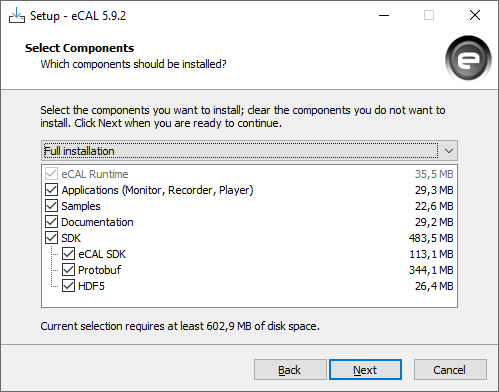 Setup - eCAL 5.9.2
Select Components
Which components should be installed?
e
Select the components you want to install; clear the components you do not want to
install. Click Next when you are ready to continue.
Full installation
eCAL Runtime 35,5 MB
Applications (Monitor, Recorder, Player) 29,3 MB
Samples 22,6 MB
Documentation 29,2 MB
SDK 483,5 MB
eCAL SDK 113,1 MB
Protobuf 344,1 MB
HDF5 26,4 MB
Current selection requires at least 602,9 MB of disk space.
Back Next Cancel